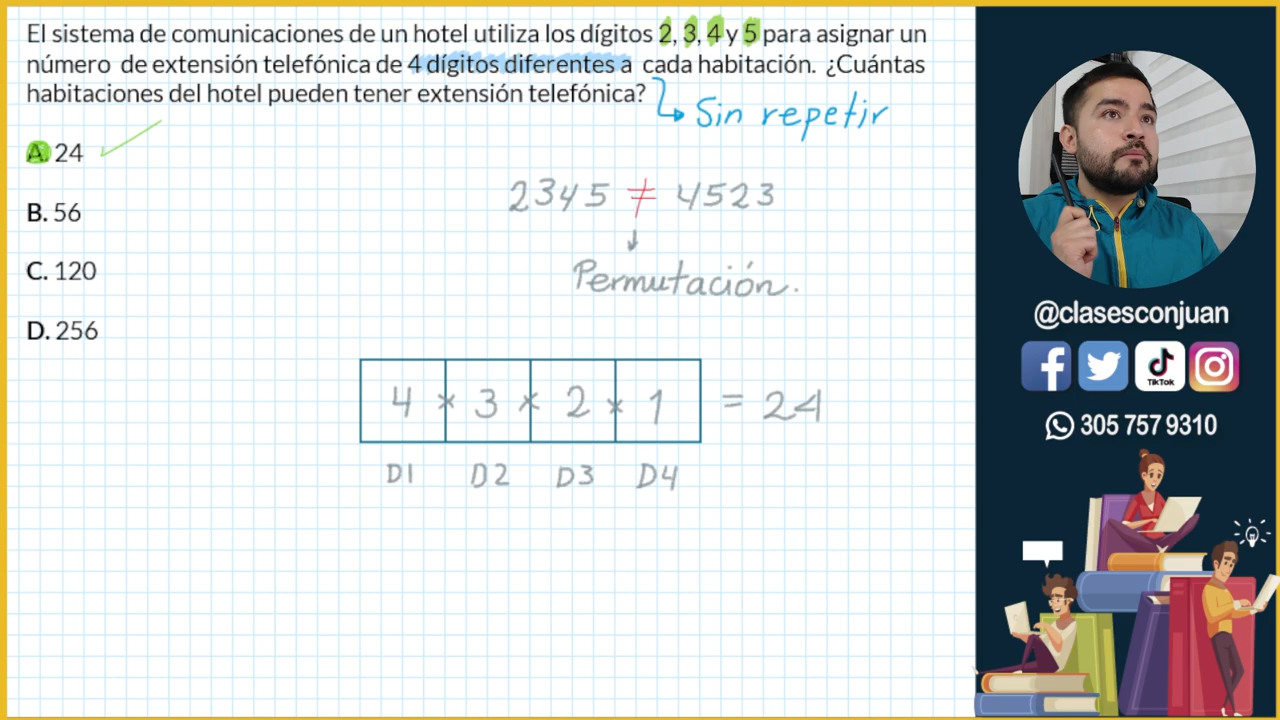 El sistema de comunicaciones de un hotel utiliza los dígitos 2, 3, 4 y 5 para asignar un
número de extensión telefónica de 4 dígitos diferentes a cada habitación. ¿Cuántas
habitaciones del hotel pueden tener extensión telefónica?
Sin repetir
A. 24
B. 56
C. 120
D. 256
2345 ≠ 4523
Permutación.
4 * 3 * 2 * 1 = 24
D1 D2 D3 D4
@clasesconjuan
TikTok
305 757 9310